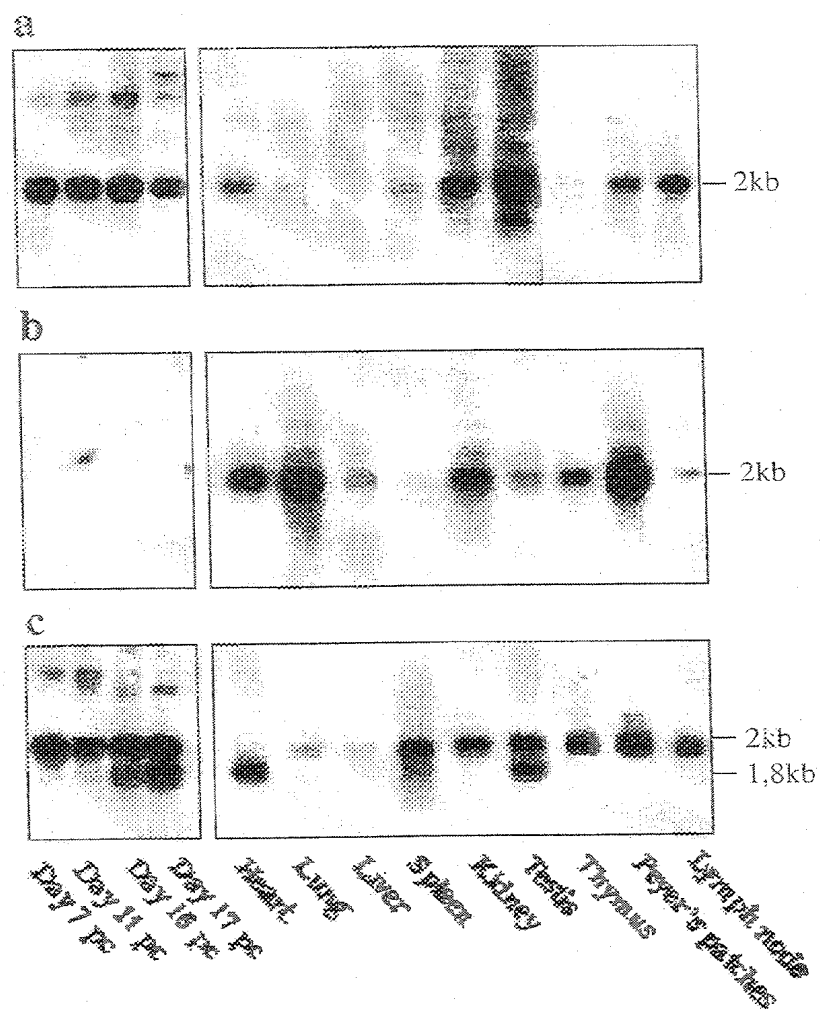 a
2kb
b
2kb
c
2kb
1,8kb
Day 7 pc
Day 11 pc
Day 16 pc
Day 17 pc
Heart
Lung
Liver
Spleen
Kidney
Testis
Thymus
Peyer's patches
Lymph node